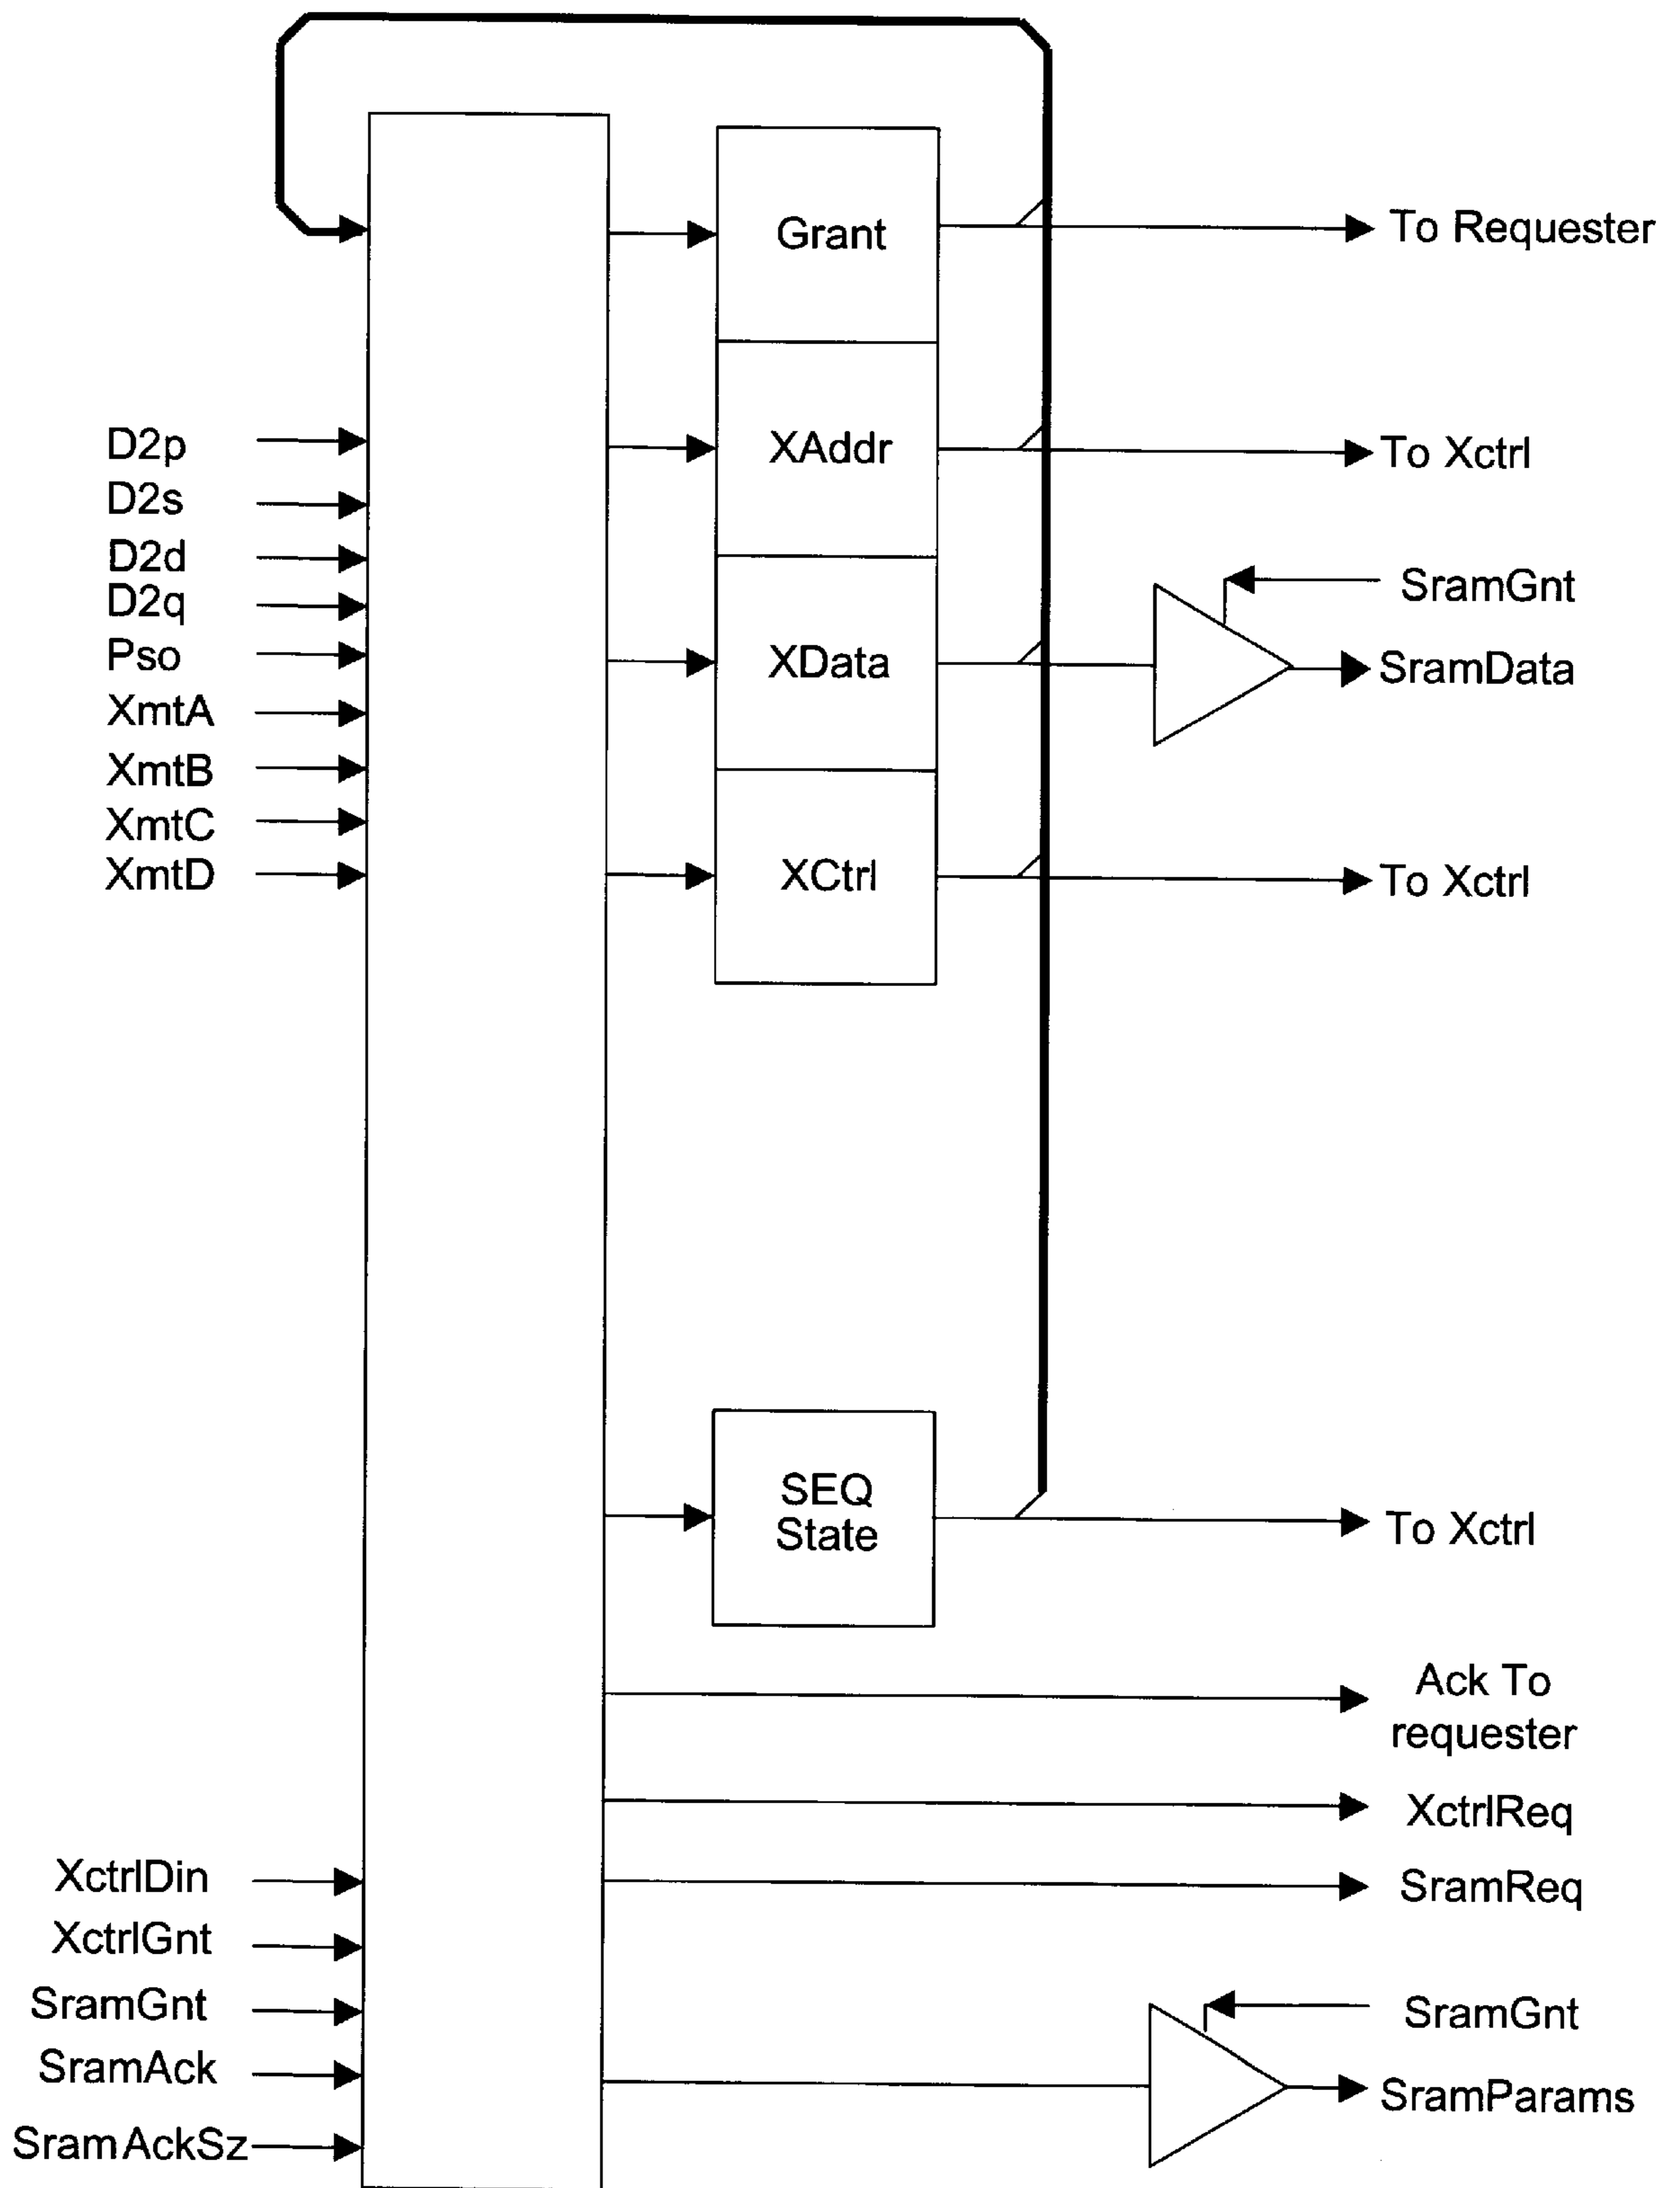 Grant
To Requester
D2p
XAddr
To Xctrl
D2s
D2d
D2q
SramGnt
Pso
XData
SramData
XmtA
XmtB
XmtC
XmtD
XCtrl
To Xctrl
SEQ
State
To Xctrl
Ack To
requester
XctrlReq
XctrlDin
SramReq
XctrlGnt
SramGnt
SramGnt
SramAck
SramParams
SramAckSz